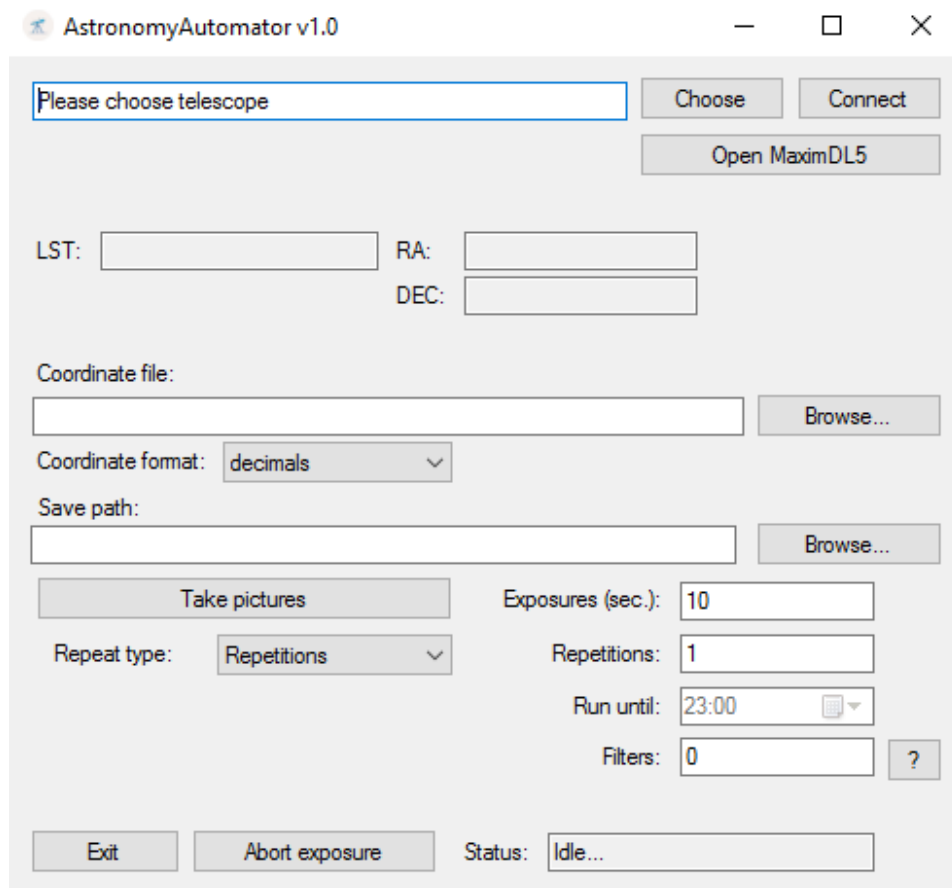 AstronomyAutomator v1.0
Please choose telescope Choose Connect
Open MaximDL5
LST: RA:
DEC:
Coordinate file:
Browse...
Coordinate format: decimals
Save path:
Browse...
Take pictures Exposures (sec.): 10
Repeat type: Repetitions Repetitions: 1
Run until: 23:00
Filters: 0 ?
Exit Abort exposure Status: Idle...